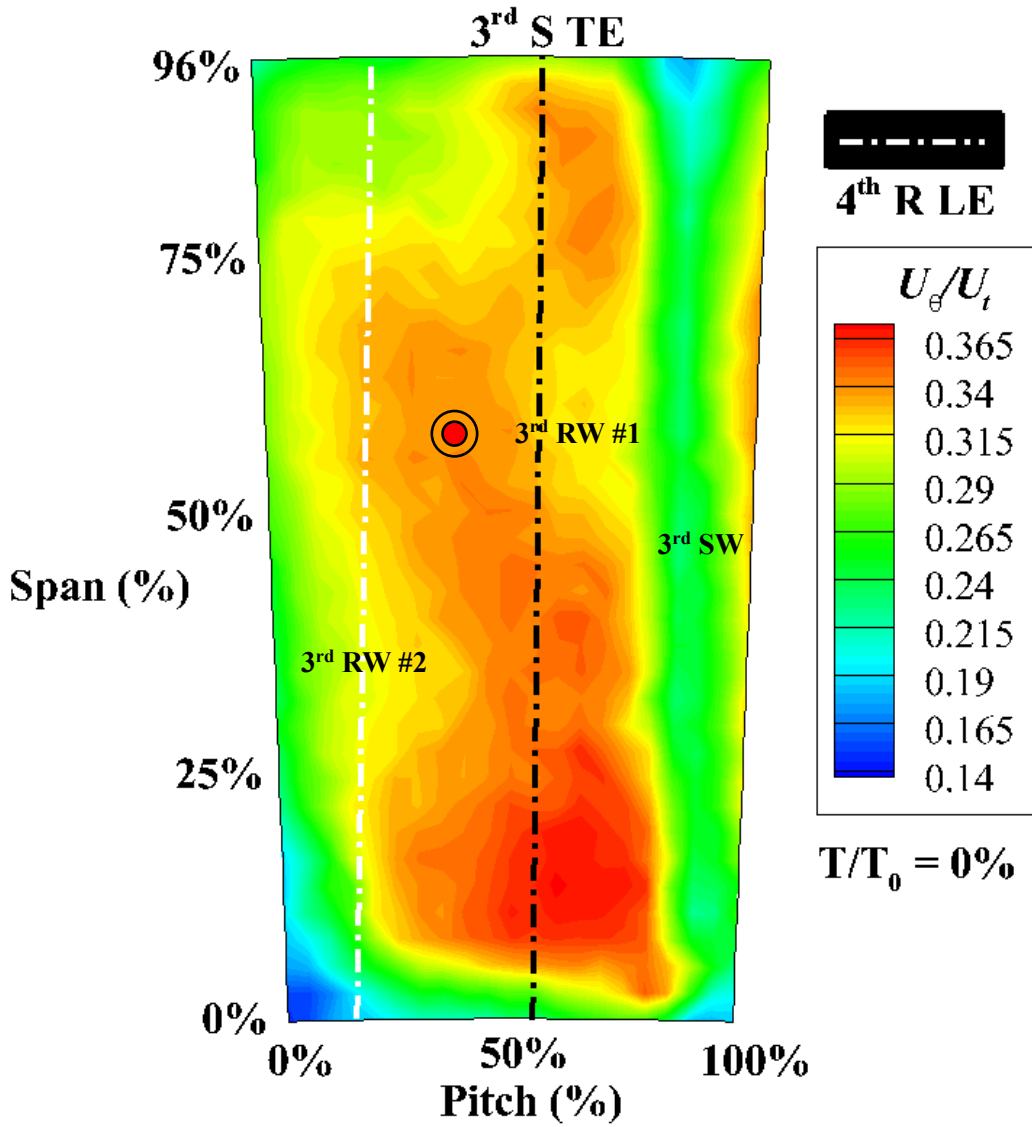 3rd S TE
96%
75%
50%
Span (%)
25%
0%
3rd RW #1
3rd SW
3rd RW #2
0%
50%
100%
Pitch (%)
4th R LE
Uθ/Ut
0.365
0.34
0.315
0.29
0.265
0.24
0.215
0.19
0.165
0.14
T/T0 = 0%